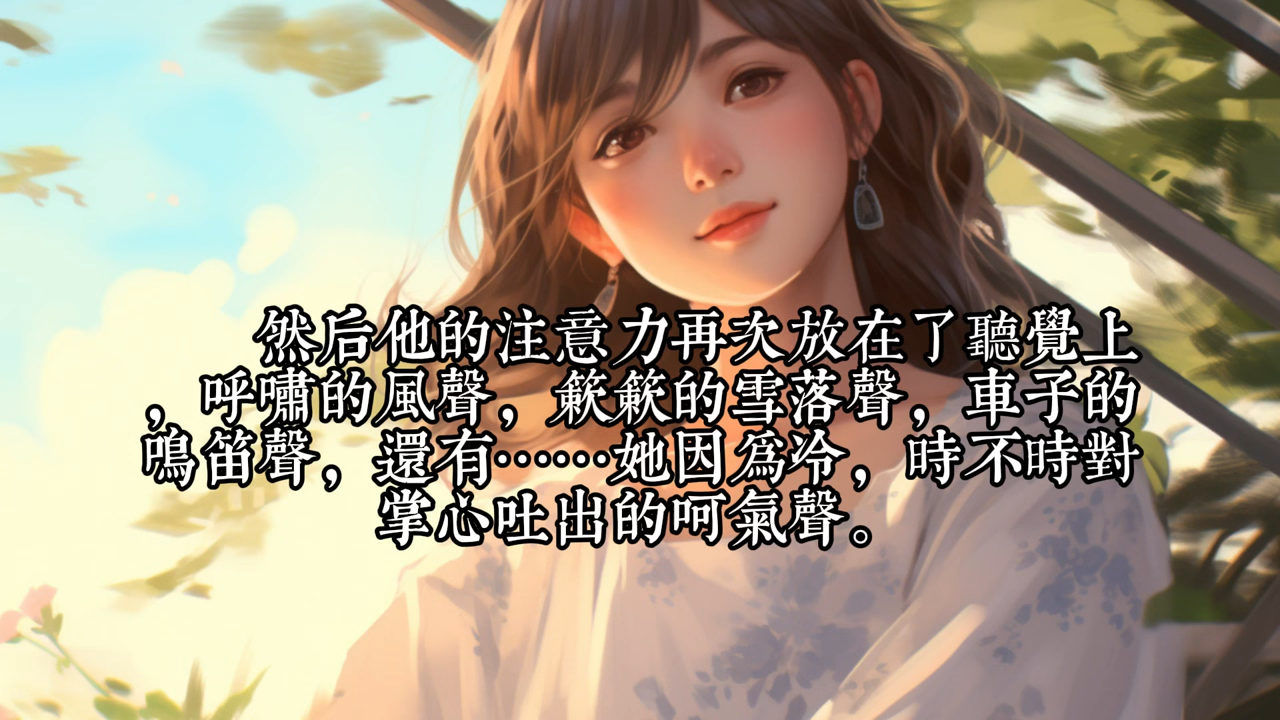 然后他的注意力再次放在了聽覺上
，呼嘯的風聲，簌簌的雪落聲，車子的
鳴笛聲，還有……她因爲冷，時不時對
掌心吐出的呵氣聲。